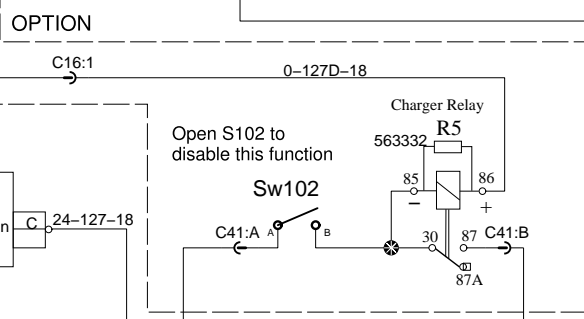 OPTION
C16:1
0-127D-18
Charger Relay
R5
563332
Open S102 to
disable this function
85
86
Sw102
− +
n C 24-127-18
C41:A A B
30 87 C41:B
87A